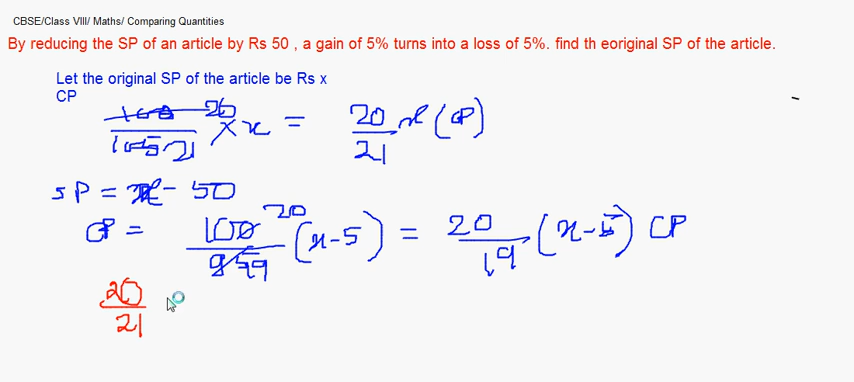 CBSE/Class VIII/ Maths/ Comparing Quantities
By reducing the SP of an article by Rs 50 , a gain of 5% turns into a loss of 5%. find th eoriginal SP of the article.
Let the original SP of the article be Rs x
CP
100/105 20/21 × x = 20/21 x (CP)
SP = x - 50
CP = 100/95 20/19 (x-5) = 20/19 (x-5) CP
20/21